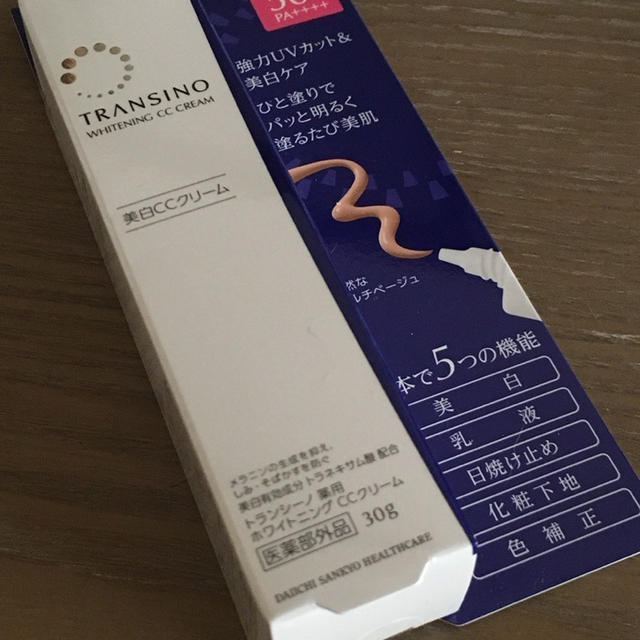 TRANSINO
WHITENING CC CREAM
美白CCクリーム
メラニンの生成を抑え、
しみ・そばかすを防ぐ
美白有効成分 トラネキサム酸 配合
トランシーノ 薬用
ホワイトニング CCクリーム
医薬部外品 30g
DAIICHI SANKYO HEALTHCARE
PA++++
強力UVカット&
美白ケア
ひと塗りで
パッと明るく
塗るたび美肌
然な
ルチベージュ
本で5つの機能
美白
乳液
日焼け止め
化粧下地
色補正